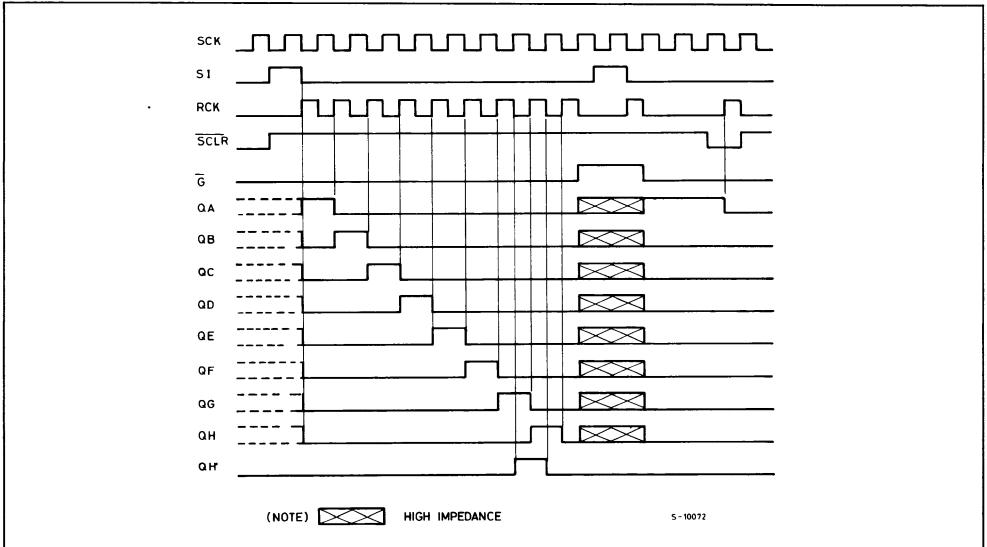 SCK
SI
RCK
SCLR
G
QA
QB
QC
QD
QE
QF
QG
QH
QH'
(NOTE) HIGH IMPEDANCE
S-10072